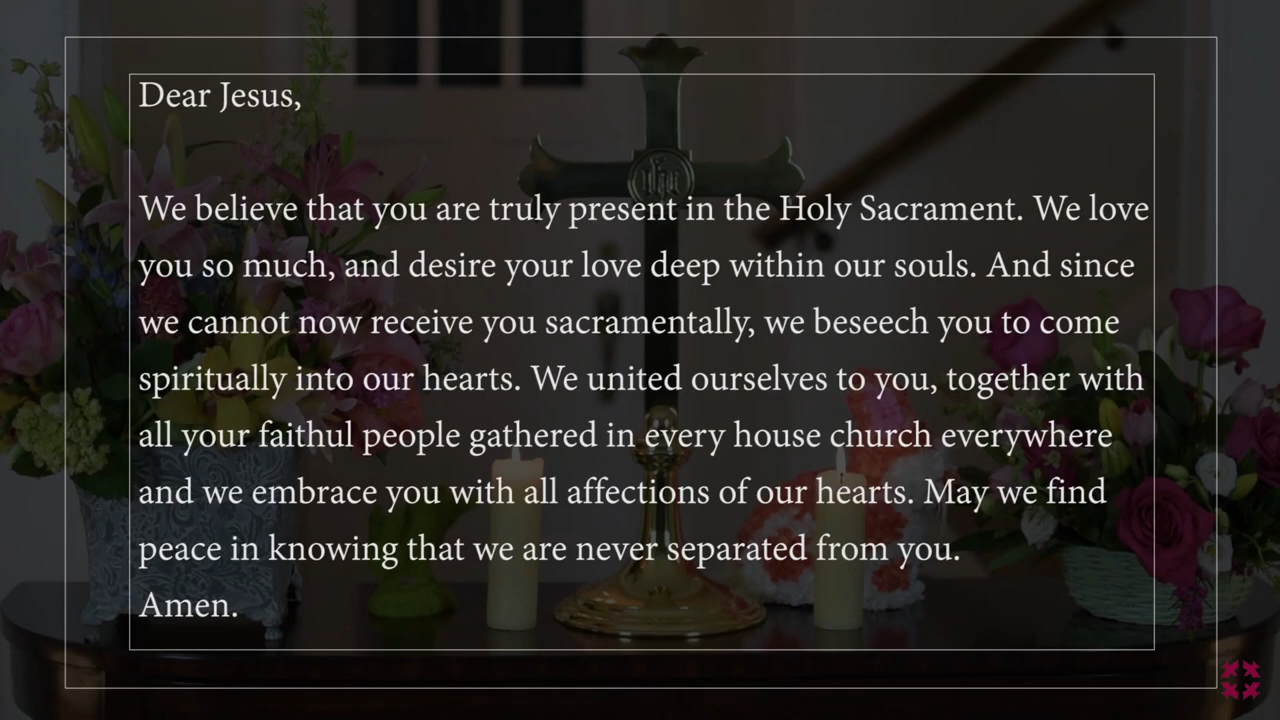 Dear Jesus,
We believe that you are truly present in the Holy Sacrament. We love
you so much, and desire your love deep within our souls. And since
we cannot now receive you sacramentally, we beseech you to come
spiritually into our hearts. We united ourselves to you, together with
all your faithul people gathered in every house church everywhere
and we embrace you with all affections of our hearts. May we find
peace in knowing that we are never separated from you.
Amen.